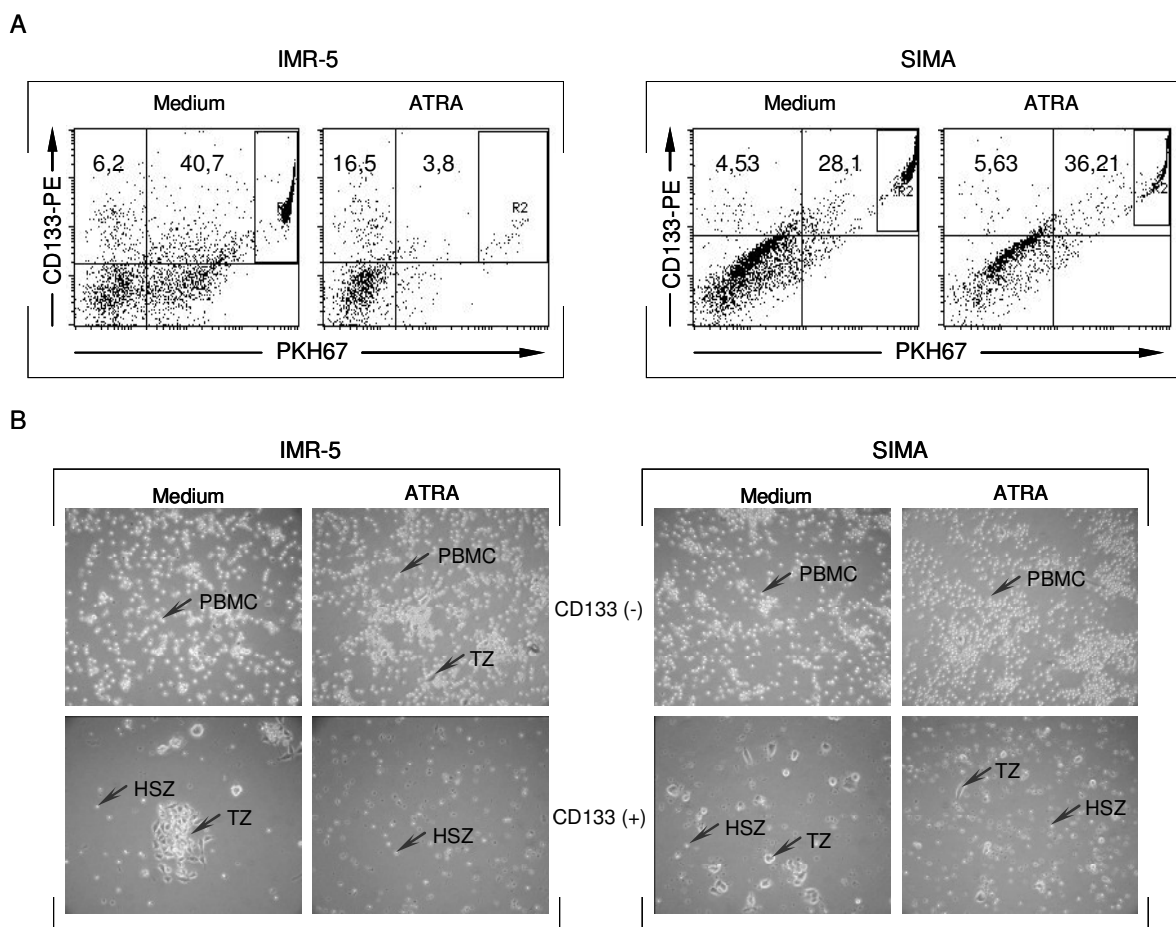 A
IMR-5
SIMA
Medium
ATRA
Medium
ATRA
CD133-PE
6,2
40,7
16,5
3,8
R2
CD133-PE
4,53
28,1
R2
5,63
36,21
PKH67
PKH67
B
IMR-5
SIMA
Medium
ATRA
Medium
ATRA
PBMC
PBMC
TZ
CD133 (-)
PBMC
PBMC
HSZ
TZ
HSZ
CD133 (+)
HSZ
TZ
TZ
HSZ